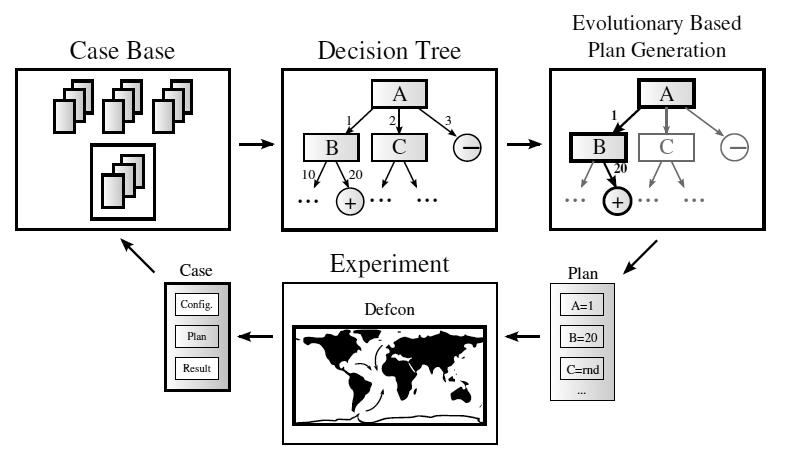 Case Base
Decision Tree
Evolutionary Based
Plan Generation
A
1
2
3
B
C
−
10
20
...
+
...
...
A
1
B
C
−
20
...
+
...
...
Case
Config.
Plan
Result
Experiment
Defcon
Plan
A=1
B=20
C=rnd
...